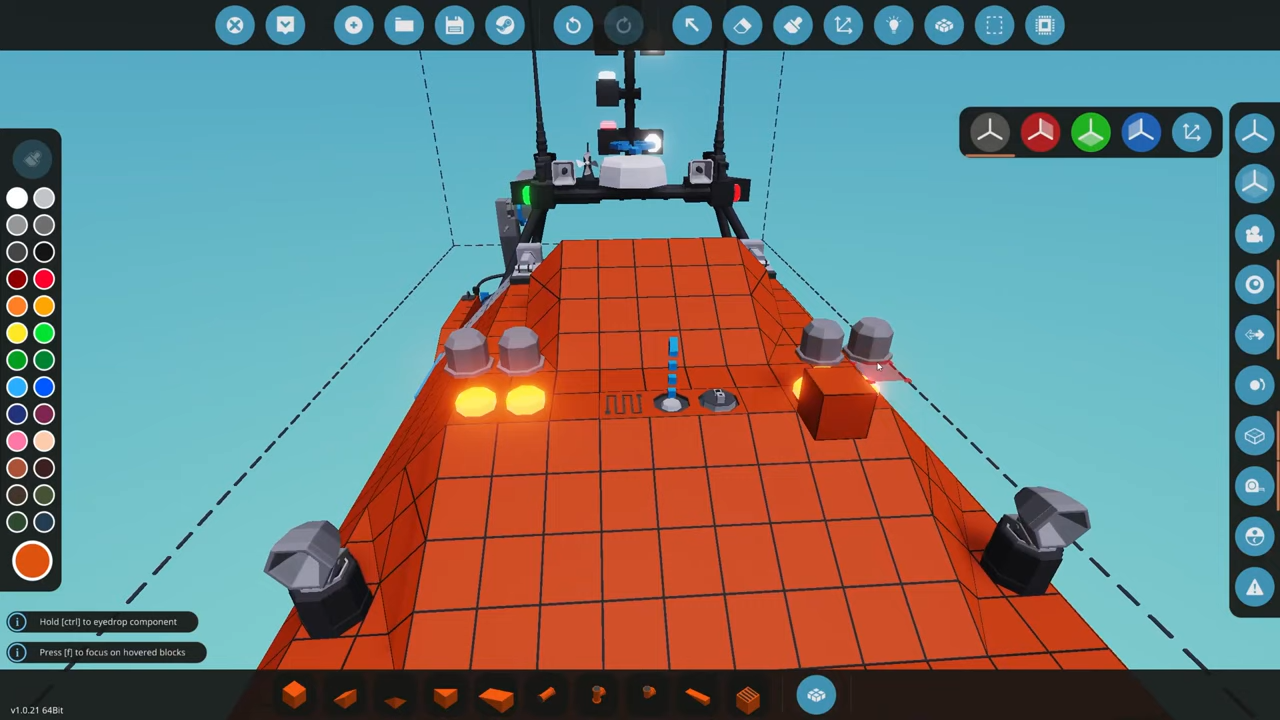 Hold [ctrl] to eyedrop component
Press [f] to focus on hovered blocks
v1.0.21 64Bit